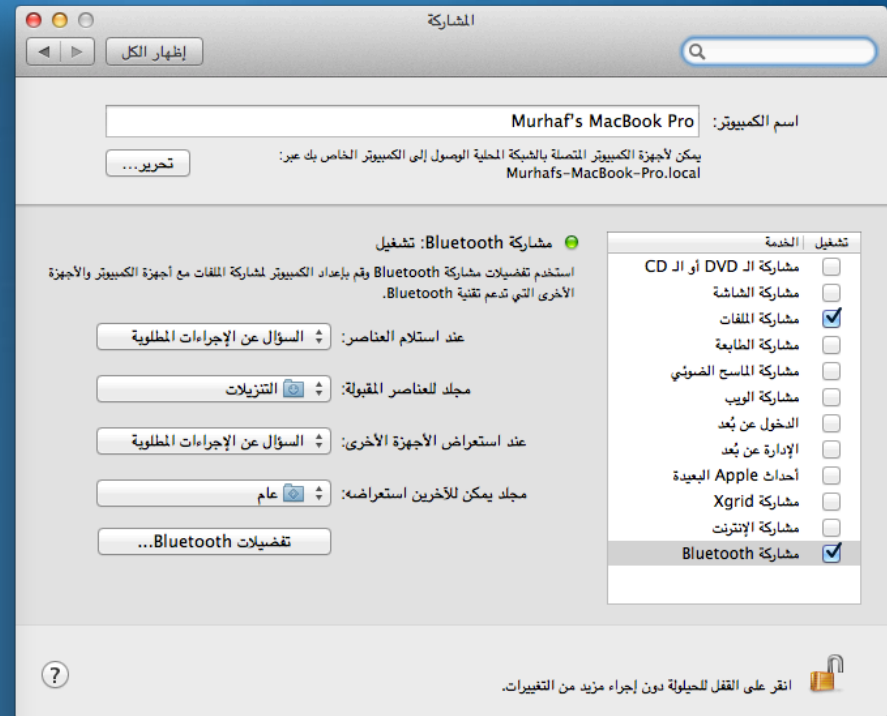 المشاركة
إظهار الكل
اسم الكمبيوتر: Murhaf's MacBook Pro
يمكن لأجهزة الكمبيوتر المتصلة بالشبكة المحلية الوصول إلى الكمبيوتر الخاص بك عبر:
Murhafs-MacBook-Pro.local
تحرير...
تشغيل الخدمة
مشاركة الـ DVD أو الـ CD
مشاركة الشاشة
مشاركة الملفات
مشاركة الطابعة
مشاركة الماسح الضوئي
مشاركة الويب
الدخول عن بُعد
الإدارة عن بُعد
أحداث Apple البعيدة
مشاركة Xgrid
مشاركة الإنترنت
مشاركة Bluetooth
مشاركة Bluetooth: تشغيل
استخدم تفضيلات مشاركة Bluetooth وقم بإعداد الكمبيوتر لمشاركة الملفات مع أجهزة الكمبيوتر والأجهزة
الأخرى التي تدعم تقنية Bluetooth.
عند استلام العناصر: السؤال عن الإجراءات المطلوبة
مجلد للعناصر المقبولة: التنزيلات
عند استعراض الأجهزة الأخرى: السؤال عن الإجراءات المطلوبة
مجلد يمكن للآخرين استعراضه: عام
تفضيلات Bluetooth...
انقر على القفل للحيلولة دون إجراء مزيد من التغييرات.
?